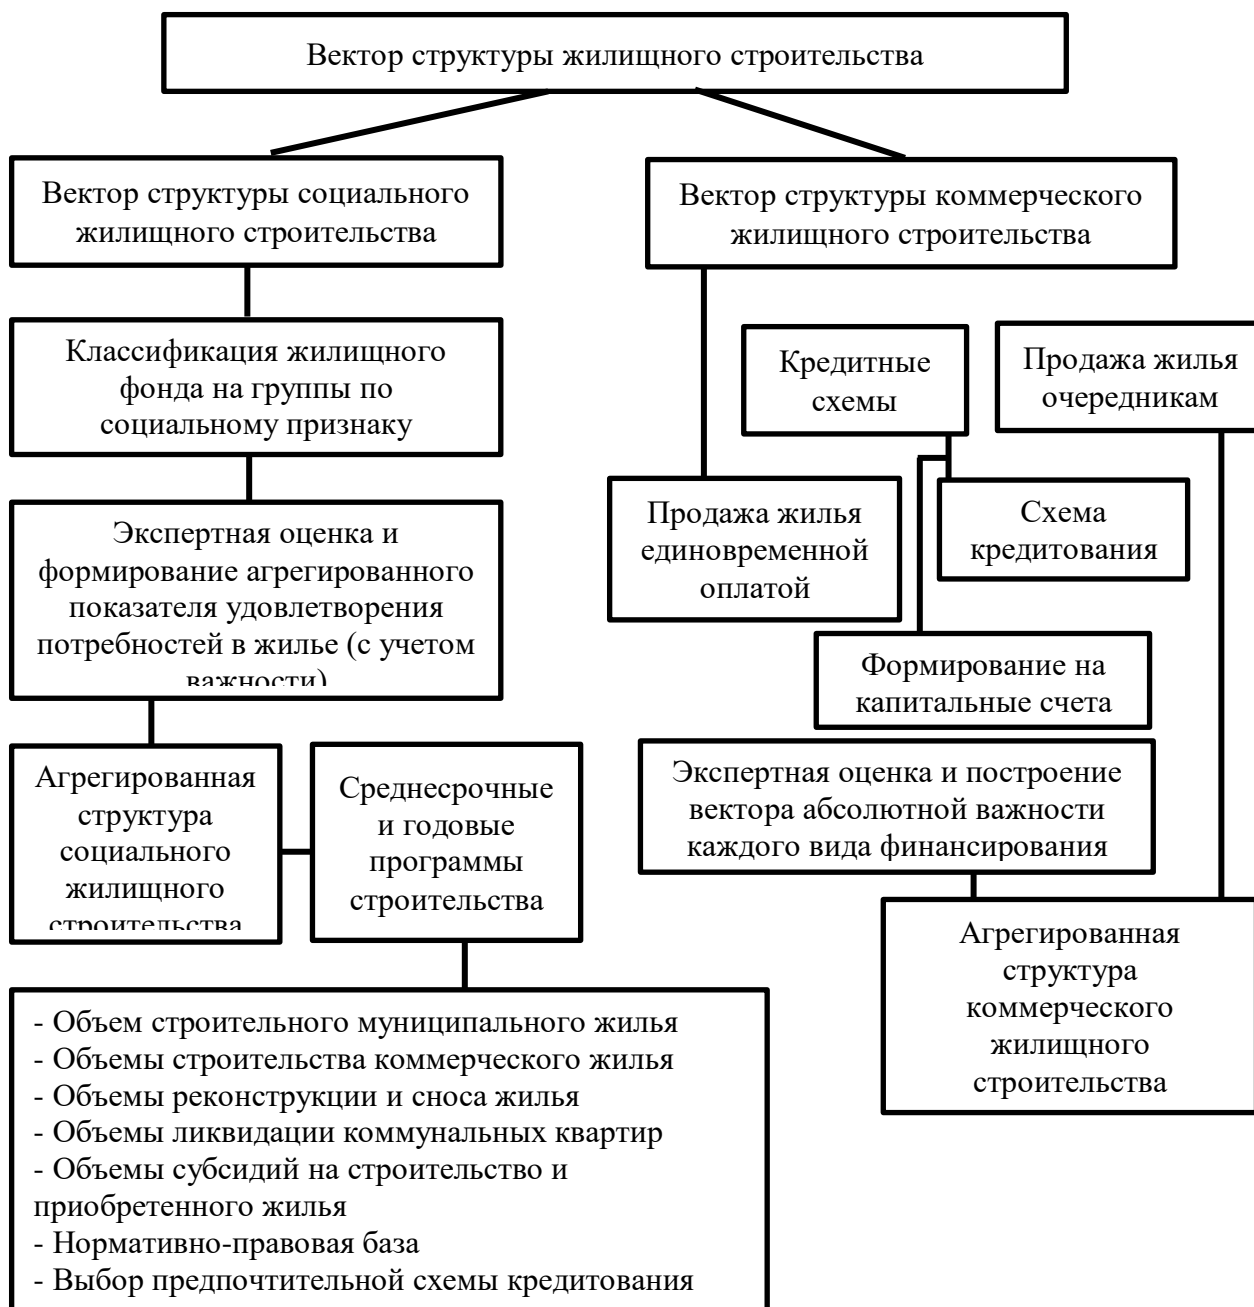 Вектор структуры жилищного строительства
Вектор структуры социального
жилищного строительства
Вектор структуры коммерческого
жилищного строительства
Классификация жилищного
фонда на группы по
социальному признаку
Кредитные
схемы
Продажа жилья
очередникам
Экспертная оценка и
формирование агрегированного
показателя удовлетворения
потребностей в жилье (с учетом
важности)
Продажа жилья
единовременной
оплатой
Схема
кредитования
Формирование на
капитальные счета
Агрегированная
структура
социального
жилищного
строительства
Среднесрочные
и годовые
программы
строительства
Экспертная оценка и построение
вектора абсолютной важности
каждого вида финансирования
Агрегированная
структура
коммерческого
жилищного
строительства
- Объем строительного муниципального жилья
- Объемы строительства коммерческого жилья
- Объемы реконструкции и сноса жилья
- Объемы ликвидации коммунальных квартир
- Объемы субсидий на строительство и
приобретенного жилья
- Нормативно-правовая база
- Выбор предпочтительной схемы кредитования